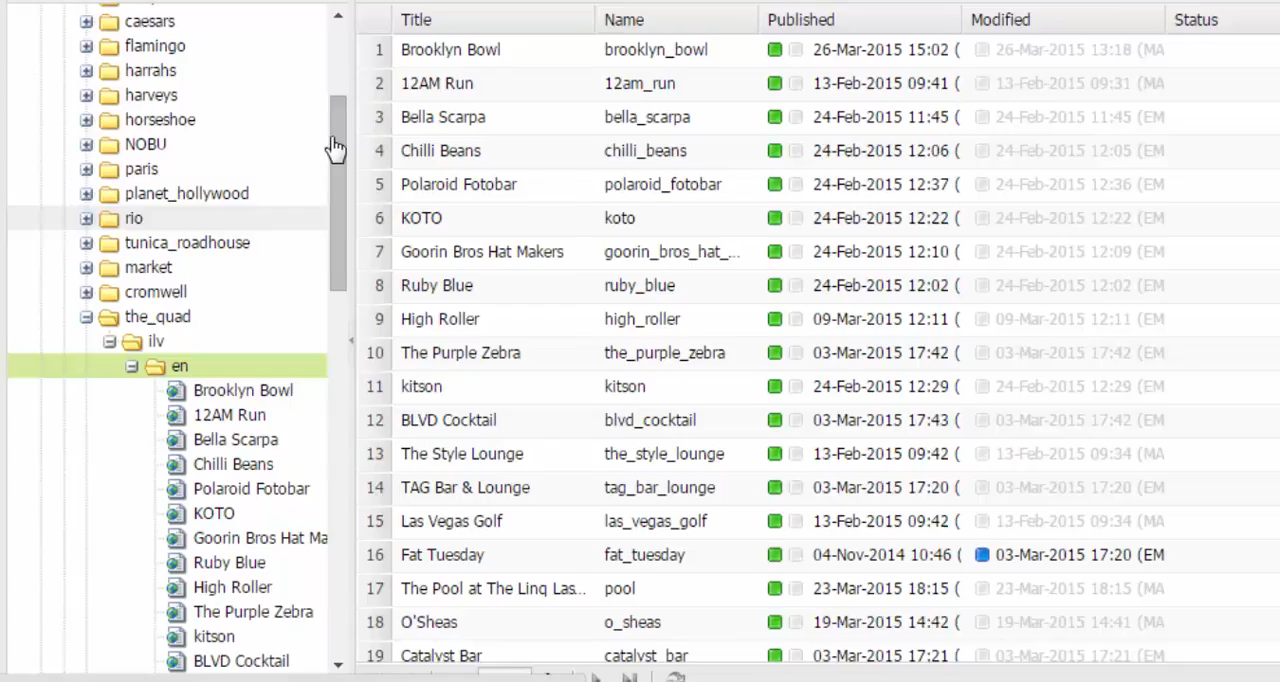 caesars
flamingo
harrahs
harveys
horseshoe
NOBU
paris
planet_hollywood
rio
tunica_roadhouse
market
cromwell
the_quad
ilv
en
Brooklyn Bowl
12AM Run
Bella Scarpa
Chilli Beans
Polaroid Fotobar
KOTO
Goorin Bros Hat Ma
Ruby Blue
High Roller
The Purple Zebra
kitson
BLVD Cocktail
Title Name Published Modified Status
1 Brooklyn Bowl brooklyn_bowl 26-Mar-2015 15:02 ( 26-Mar-2015 13:18 (MA
2 12AM Run 12am_run 13-Feb-2015 09:41 ( 13-Feb-2015 09:31 (MA
3 Bella Scarpa bella_scarpa 24-Feb-2015 11:45 ( 24-Feb-2015 11:45 (EM
4 Chilli Beans chilli_beans 24-Feb-2015 12:06 ( 24-Feb-2015 12:05 (EM
5 Polaroid Fotobar polaroid_fotobar 24-Feb-2015 12:37 ( 24-Feb-2015 12:36 (EM
6 KOTO koto 24-Feb-2015 12:22 ( 24-Feb-2015 12:22 (EM
7 Goorin Bros Hat Makers goorin_bros_hat_... 24-Feb-2015 12:10 ( 24-Feb-2015 12:09 (EM
8 Ruby Blue ruby_blue 24-Feb-2015 12:02 ( 24-Feb-2015 12:02 (EM
9 High Roller high_roller 09-Mar-2015 12:11 ( 09-Mar-2015 12:11 (EM
10 The Purple Zebra the_purple_zebra 03-Mar-2015 17:42 ( 03-Mar-2015 17:42 (EM
11 kitson kitson 24-Feb-2015 12:29 ( 24-Feb-2015 12:29 (EM
12 BLVD Cocktail blvd_cocktail 03-Mar-2015 17:43 ( 03-Mar-2015 17:42 (EM
13 The Style Lounge the_style_lounge 13-Feb-2015 09:42 ( 13-Feb-2015 09:34 (MA
14 TAG Bar & Lounge tag_bar_lounge 03-Mar-2015 17:20 ( 03-Mar-2015 17:20 (EM
15 Las Vegas Golf las_vegas_golf 13-Feb-2015 09:42 ( 13-Feb-2015 09:34 (MA
16 Fat Tuesday fat_tuesday 04-Nov-2014 10:46 ( 03-Mar-2015 17:20 (EM
17 The Pool at The Linq Las... pool 23-Mar-2015 18:15 ( 23-Mar-2015 18:15 (MA
18 O'Sheas o_sheas 19-Mar-2015 14:42 ( 19-Mar-2015 14:41 (MA
19 Catalyst Bar catalyst_bar 03-Mar-2015 17:21 ( 03-Mar-2015 17:21 (EM